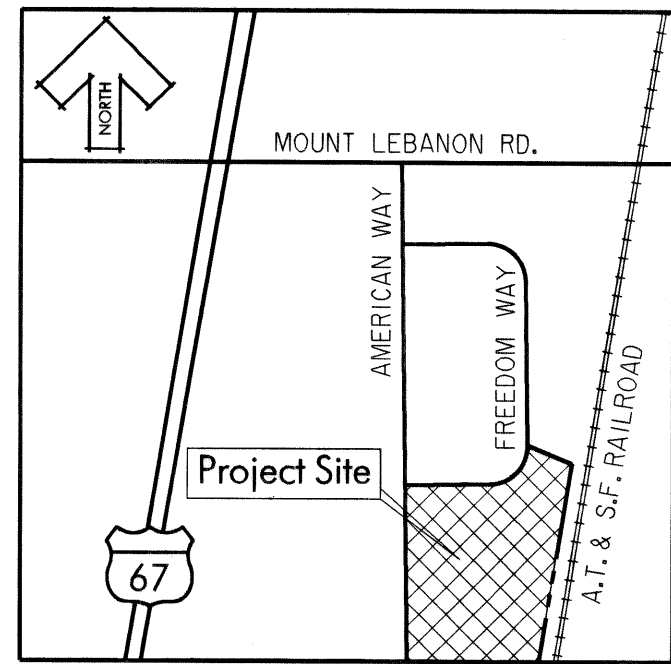 NORTH
MOUNT LEBANON RD.
AMERICAN WAY
FREEDOM WAY
A.T. & S.F. RAILROAD
Project Site
67